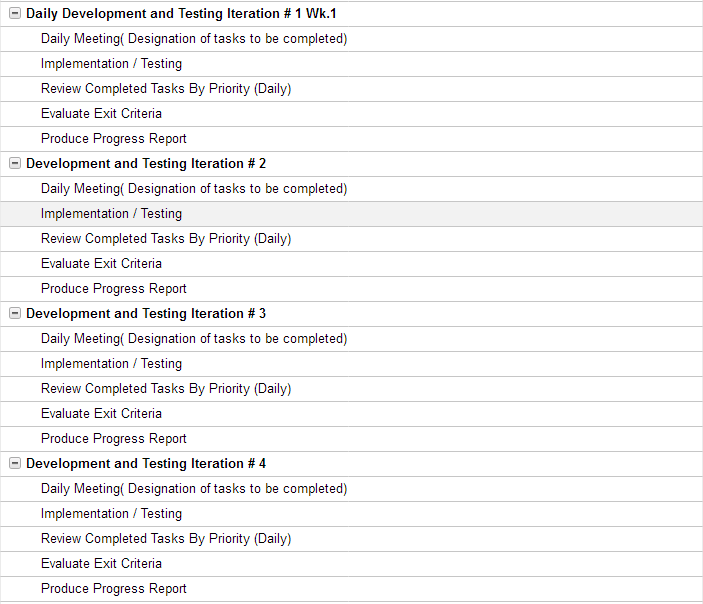 Daily Development and Testing Iteration # 1 Wk.1
Daily Meeting( Designation of tasks to be completed)
Implementation / Testing
Review Completed Tasks By Priority (Daily)
Evaluate Exit Criteria
Produce Progress Report
Development and Testing Iteration # 2
Daily Meeting( Designation of tasks to be completed)
Implementation / Testing
Review Completed Tasks By Priority (Daily)
Evaluate Exit Criteria
Produce Progress Report
Development and Testing Iteration # 3
Daily Meeting( Designation of tasks to be completed)
Implementation / Testing
Review Completed Tasks By Priority (Daily)
Evaluate Exit Criteria
Produce Progress Report
Development and Testing Iteration # 4
Daily Meeting( Designation of tasks to be completed)
Implementation / Testing
Review Completed Tasks By Priority (Daily)
Evaluate Exit Criteria
Produce Progress Report